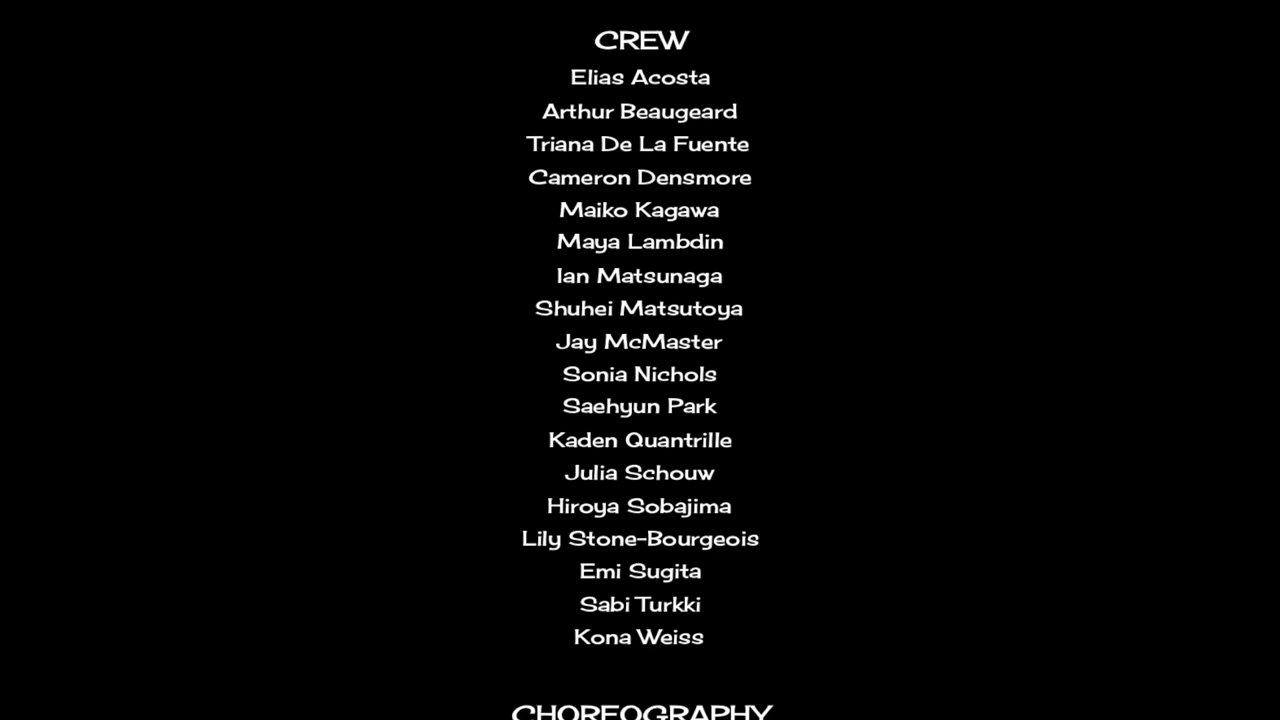 CREW
Elias Acosta
Arthur Beaugeard
Triana De La Fuente
Cameron Densmore
Maiko Kagawa
Maya Lambdin
Ian Matsunaga
Shuhei Matsutoya
Jay McMaster
Sonia Nichols
Saehyun Park
Kaden Quantrille
Julia Schouw
Hiroya Sobajima
Lily Stone-Bourgeois
Emi Sugita
Sabi Turkki
Kona Weiss
CHOREOGRAPHY